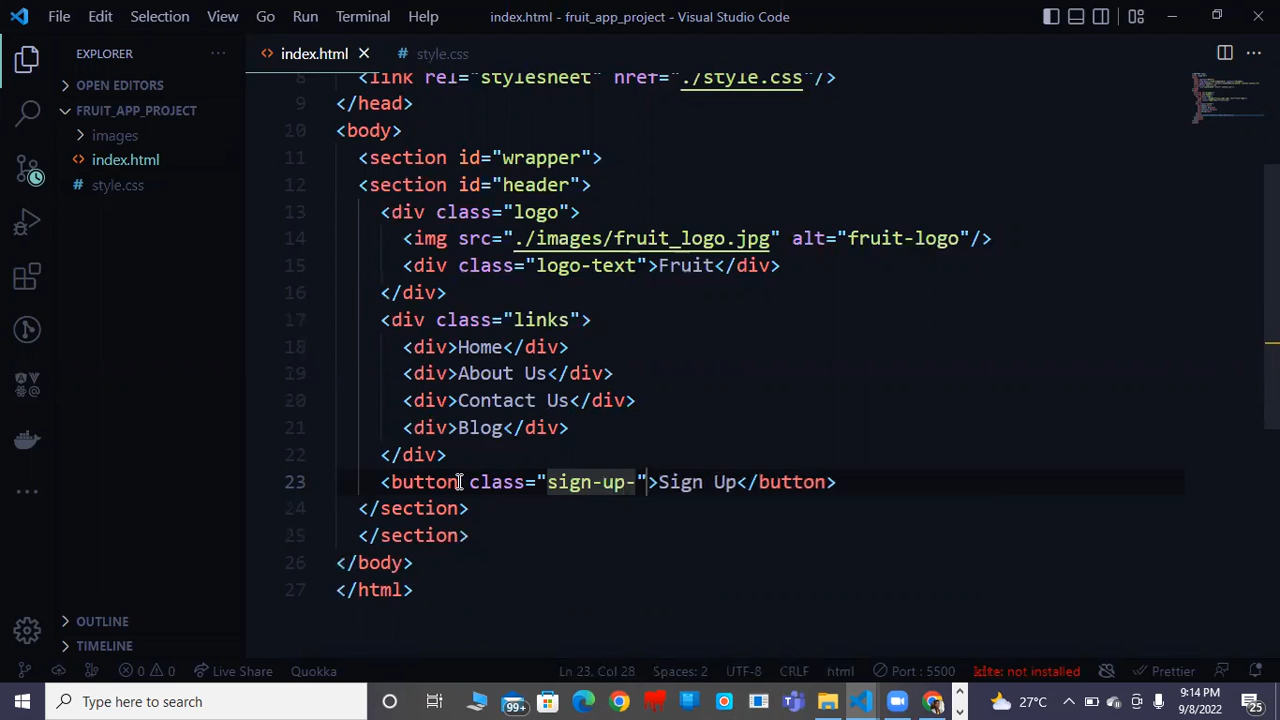 File Edit Selection View Go Run Terminal Help index.html - fruit_app_project - Visual Studio Code
EXPLORER
OPEN EDITORS
FRUIT_APP_PROJECT
images
index.html
style.css
OUTLINE
TIMELINE
index.html style.css
8 <link rel="stylesheet" href="./style.css"/>
9 </head>
10 <body>
11 <section id="wrapper">
12 <section id="header">
13 <div class="logo">
14 <img src="./images/fruit_logo.jpg" alt="fruit-logo"/>
15 <div class="logo-text">Fruit</div>
16 </div>
17 <div class="links">
18 <div>Home</div>
19 <div>About Us</div>
20 <div>Contact Us</div>
21 <div>Blog</div>
22 </div>
23 <button class="sign-up-">Sign Up</button>
24 </section>
25 </section>
26 </body>
27 </html>
0 0 Live Share Quokka Ln 23, Col 28 Spaces: 2 UTF-8 CRLF html Port : 5500 kite: not installed Prettier
Type here to search 99+ 27°C 9:14 PM
9/8/2022 25